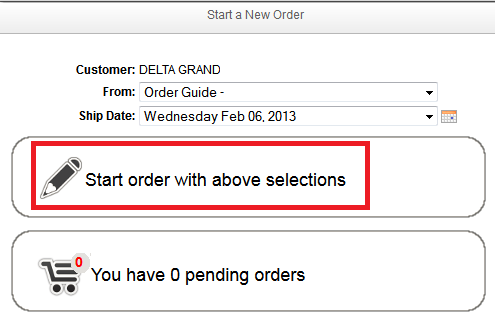 Start a New Order
Customer: DELTA GRAND
From: Order Guide -
Ship Date: Wednesday Feb 06, 2013
Start order with above selections
0
You have 0 pending orders